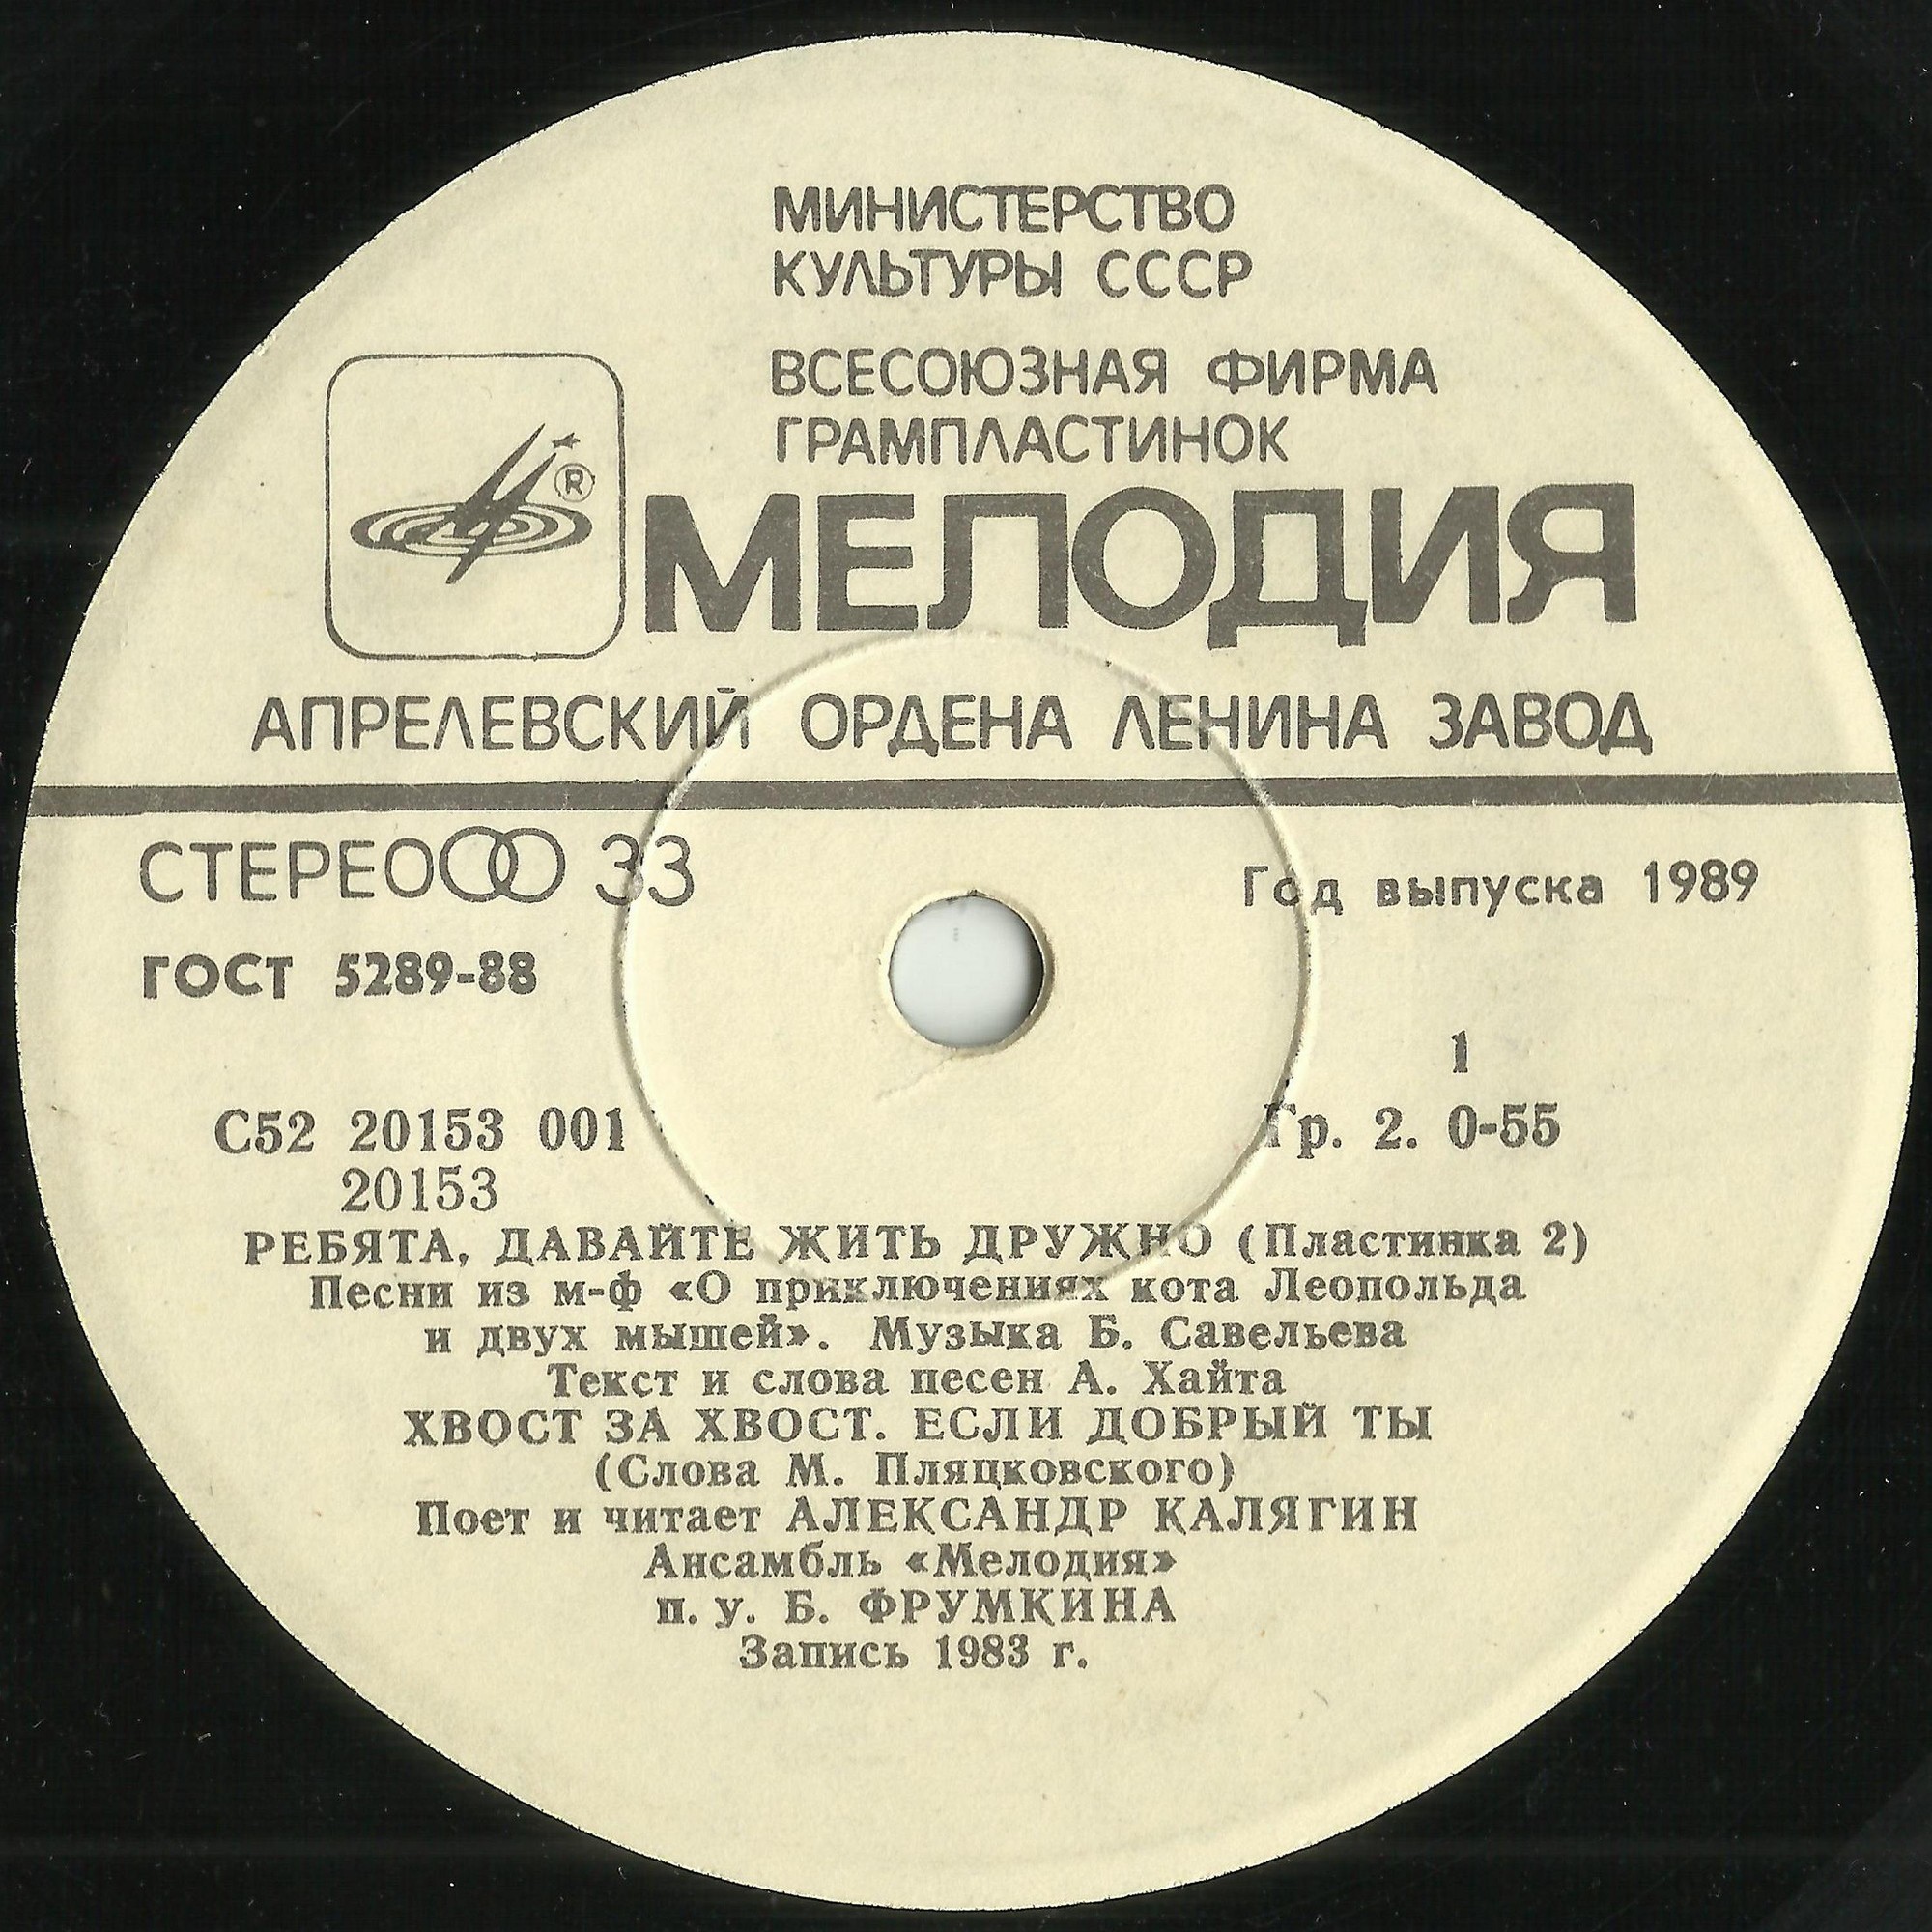 МИНИСТЕРСТВО
КУЛЬТУРЫ СССР
ВСЕСОЮЗНАЯ ФИРМА
ГРАМПЛАСТИНОК
®
МЕЛОДИЯ
АПРЕЛЕВСКИЙ ОРДЕНА ЛЕНИНА ЗАВОД
СТЕРЕО 33
Год выпуска 1989
ГОСТ 5289-88
1
С52 20153 001
Гр. 2. 0-55
20153
РЕБЯТА, ДАВАЙТЕ ЖИТЬ ДРУЖНО (Пластинка 2)
Песни из м-ф «О приключениях кота Леопольда
и двух мышей». Музыка Б. Савельева
Текст и слова песен А. Хайта
ХВОСТ ЗА ХВОСТ. ЕСЛИ ДОБРЫЙ ТЫ
(Слова М. Пляцковского)
Поет и читает АЛЕКСАНДР КАЛЯГИН
Ансамбль «Мелодия»
п. у. Б. ФРУМКИНА
Запись 1983 г.